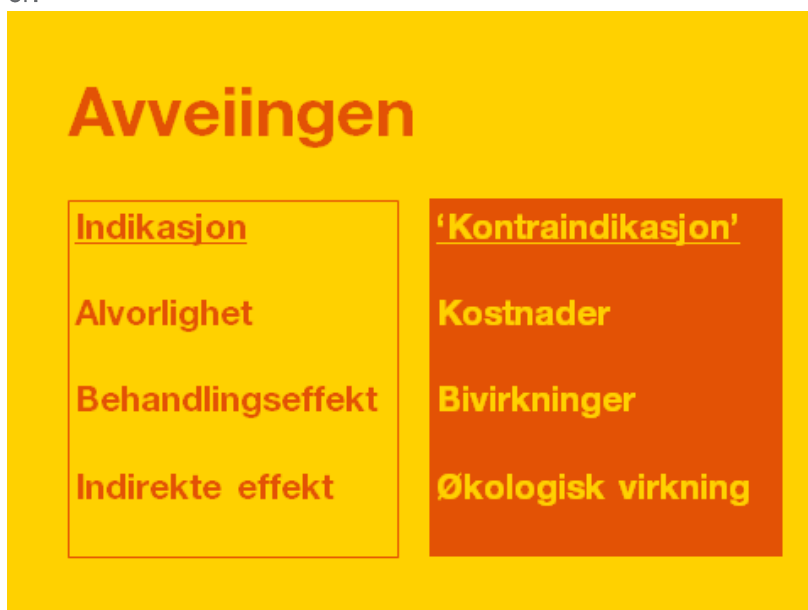 Avveiingen
Indikasjon
Alvorlighet
Behandlingseffekt
Indirekte effekt
‘Kontraindikasjon’
Kostnader
Bivirkninger
Økologisk virkning